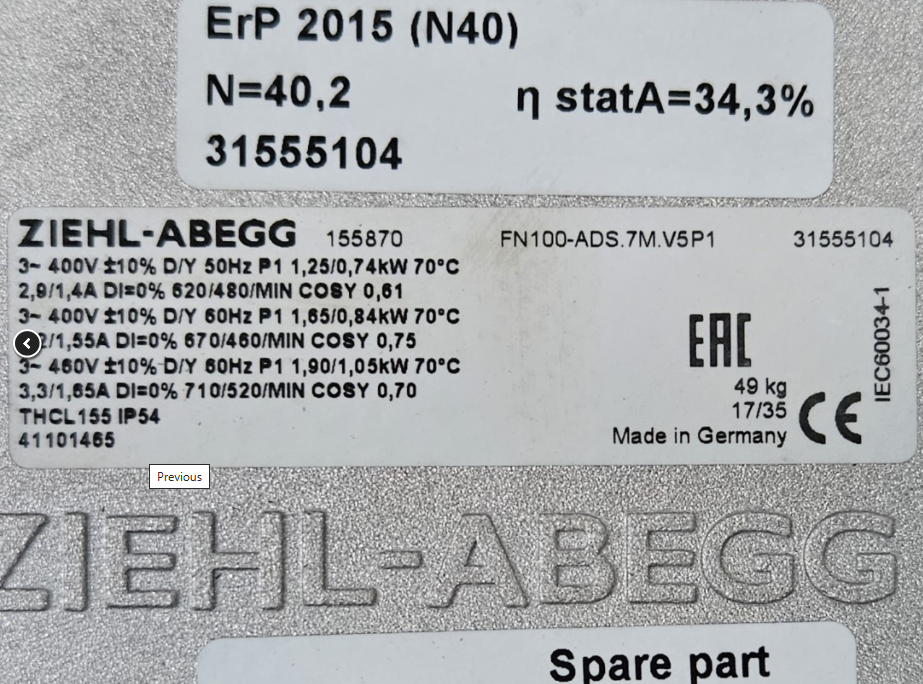 ErP 2015 (N40)
N=40,2 η statA=34,3%
31555104
ZIEHL-ABEGG 155870 FN100-ADS.7M.V5P1 31555104
3~ 400V ±10% D/Y 50Hz P1 1,25/0,74kW 70°C
2,9/1,4A DI=0% 620/480/MIN COSY 0,61
3~ 400V ±10% D/Y 60Hz P1 1,65/0,84kW 70°C
/1,55A DI=0% 670/460/MIN COSY 0,75
3~ 460V ±10% D/Y 60Hz P1 1,90/1,05kW 70°C
3,3/1,65A DI=0% 710/520/MIN COSY 0,70
THCL155 IP54
41101465
EAC
IEC60034-1
49 kg
17/35
CE
Made in Germany
Previous
ZIEHL-ABEGG
Spare part